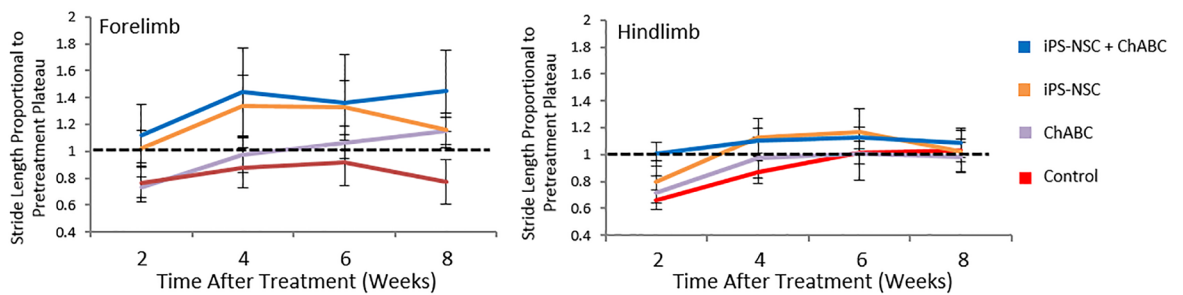 Forelimb
Stride Length Proportional to
Pretreatment Plateau
2
1.8
1.6
1.4
1.2
1
0.8
0.6
0.4
2 4 6 8
Time After Treatment (Weeks)
Hindlimb
Stride Length Proportional to
Pretreatment Plateau
2
1.8
1.6
1.4
1.2
1
0.8
0.6
0.4
2 4 6 8
Time After Treatment (Weeks)
iPS-NSC + ChABC
iPS-NSC
ChABC
Control